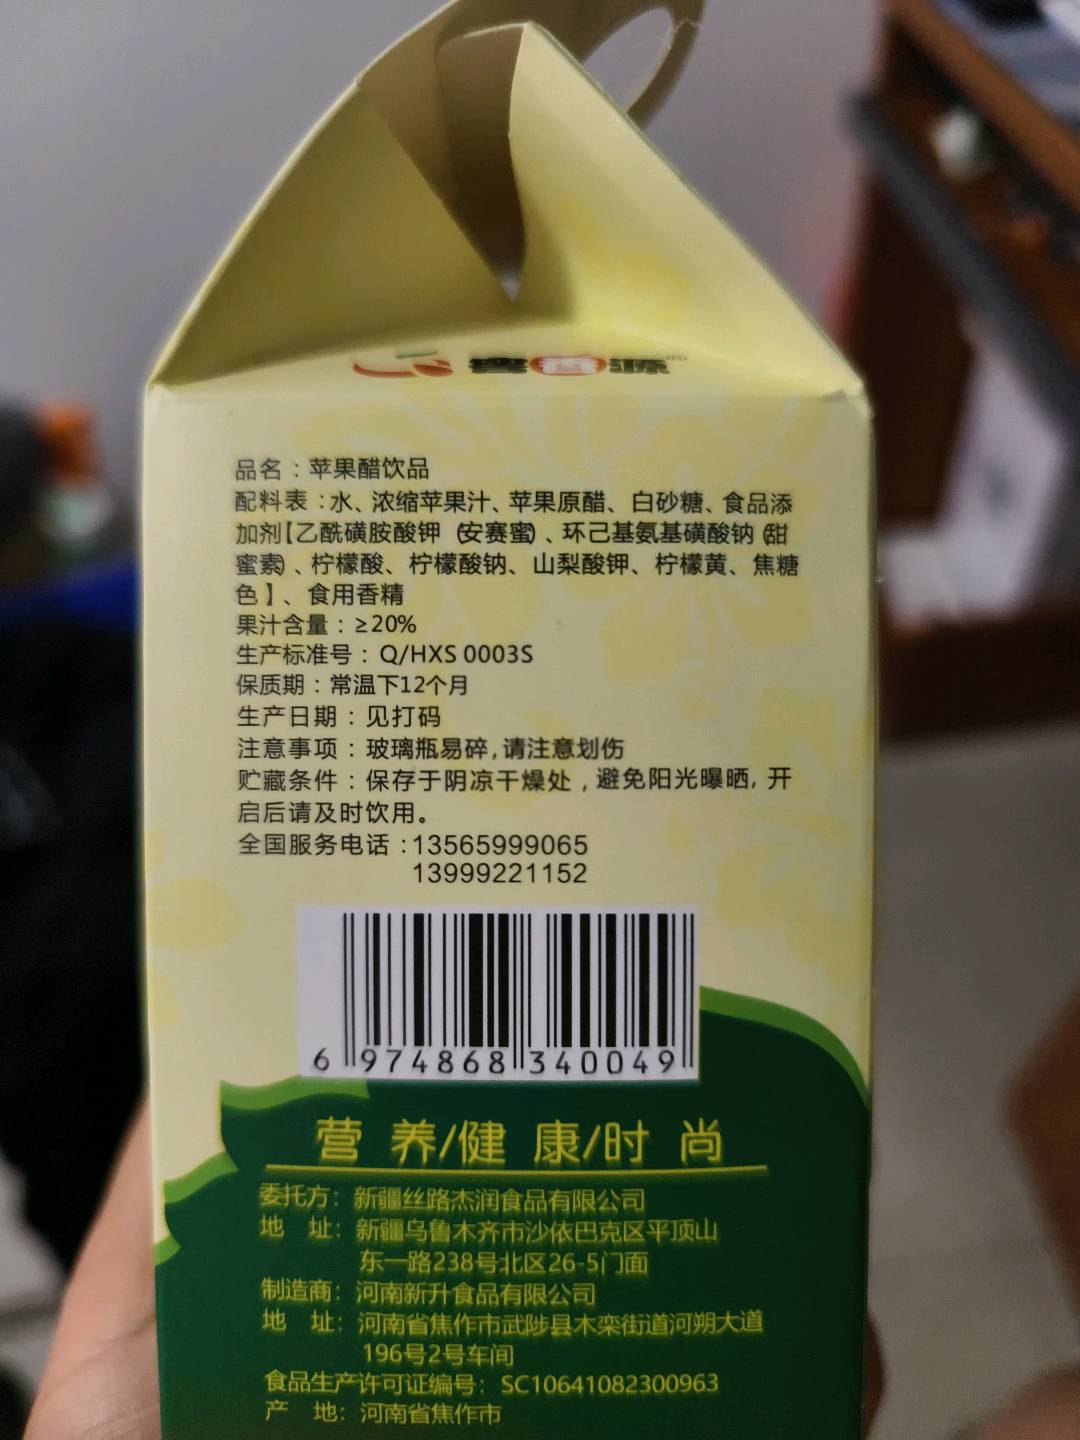 品名：苹果醋饮品
配料表：水、浓缩苹果汁、苹果原醋、白砂糖、食品添
加剂【乙酰磺胺酸钾（安赛蜜）、环己基氨基磺酸钠（甜
蜜素）、柠檬酸、柠檬酸钠、山梨酸钾、柠檬黄、焦糖
色】、食用香精
果汁含量：≥20%
生产标准号：Q/HXS 0003S
保质期：常温下12个月
生产日期：见打码
注意事项：玻璃瓶易碎,请注意划伤
贮藏条件：保存于阴凉干燥处，避免阳光曝晒，开
启后请及时饮用。
全国服务电话：13565999065
13999221152
6 974868 340049
营养/健康/时尚
委托方：新疆丝路杰润食品有限公司
地 址：新疆乌鲁木齐市沙依巴克区平顶山
东一路238号北区26-5门面
制造商：河南新升食品有限公司
地 址：河南省焦作市武陟县木栾街道河朔大道
196号2号车间
食品生产许可证编号：SC10641082300963
产 地：河南省焦作市